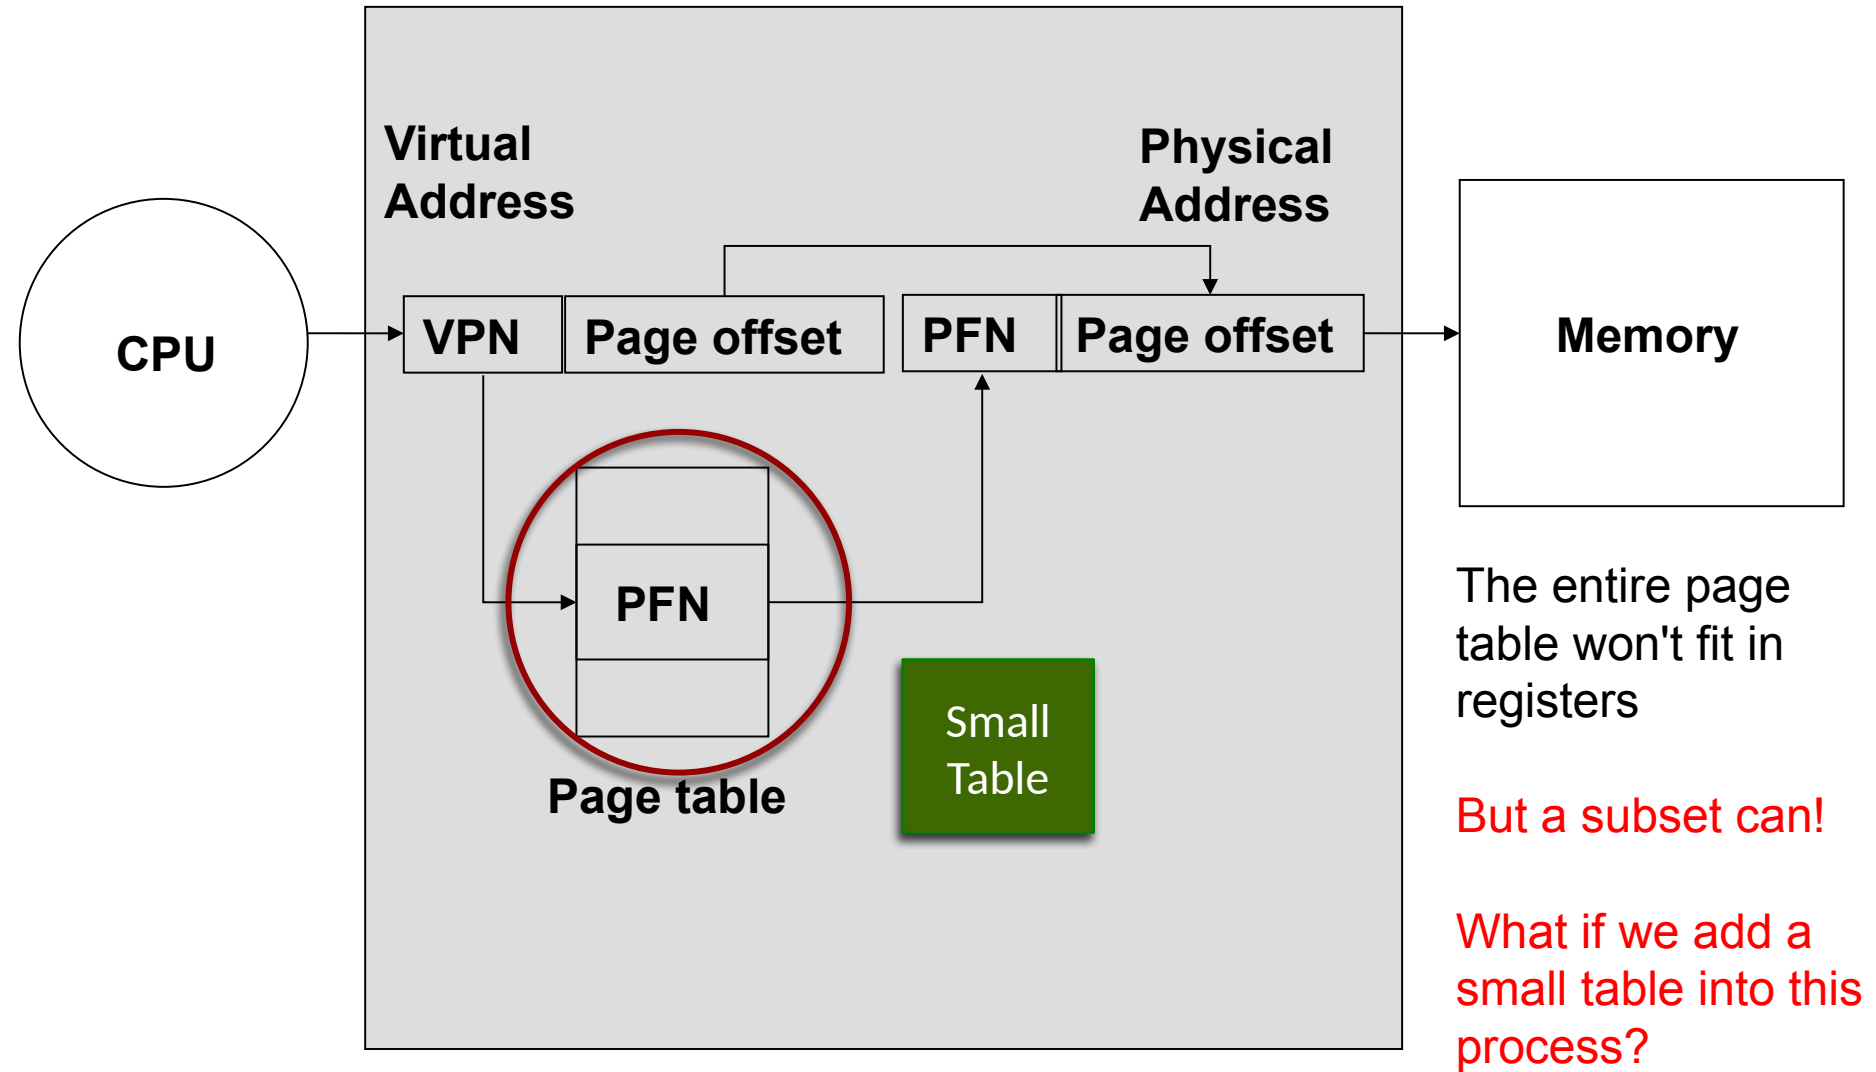 Virtual
Address
Physical
Address
CPU
VPN
Page offset
PFN
Page offset
Memory
PFN
Page table
Small
Table
The entire page
table won't fit in
registers
But a subset can!
What if we add a
small table into this
process?